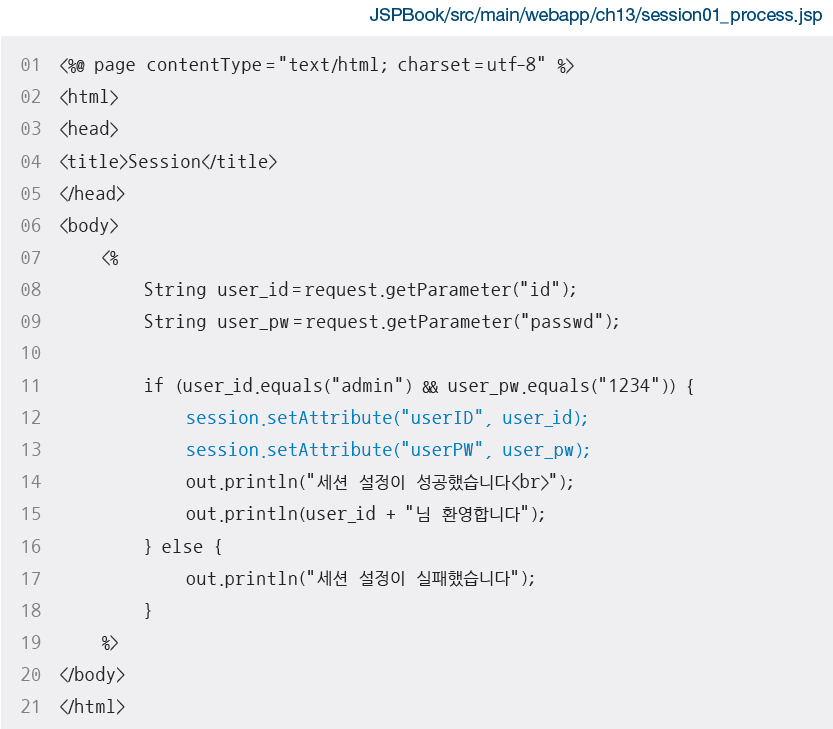 JSPBook/src/main/webapp/ch13/session01_process.jsp
01 <%@ page contentType="text/html; charset=utf-8" %>
02 <html>
03 <head>
04 <title>Session</title>
05 </head>
06 <body>
07     <%
08         String user_id=request.getParameter("id");
09         String user_pw=request.getParameter("passwd");
10
11         if (user_id.equals("admin") && user_pw.equals("1234")) {
12             session.setAttribute("userID", user_id);
13             session.setAttribute("userPW", user_pw);
14             out.println("세션 설정이 성공했습니다<br>");
15             out.println(user_id + "님 환영합니다");
16         } else {
17             out.println("세션 설정이 실패했습니다");
18         }
19     %>
20 </body>
21 </html>